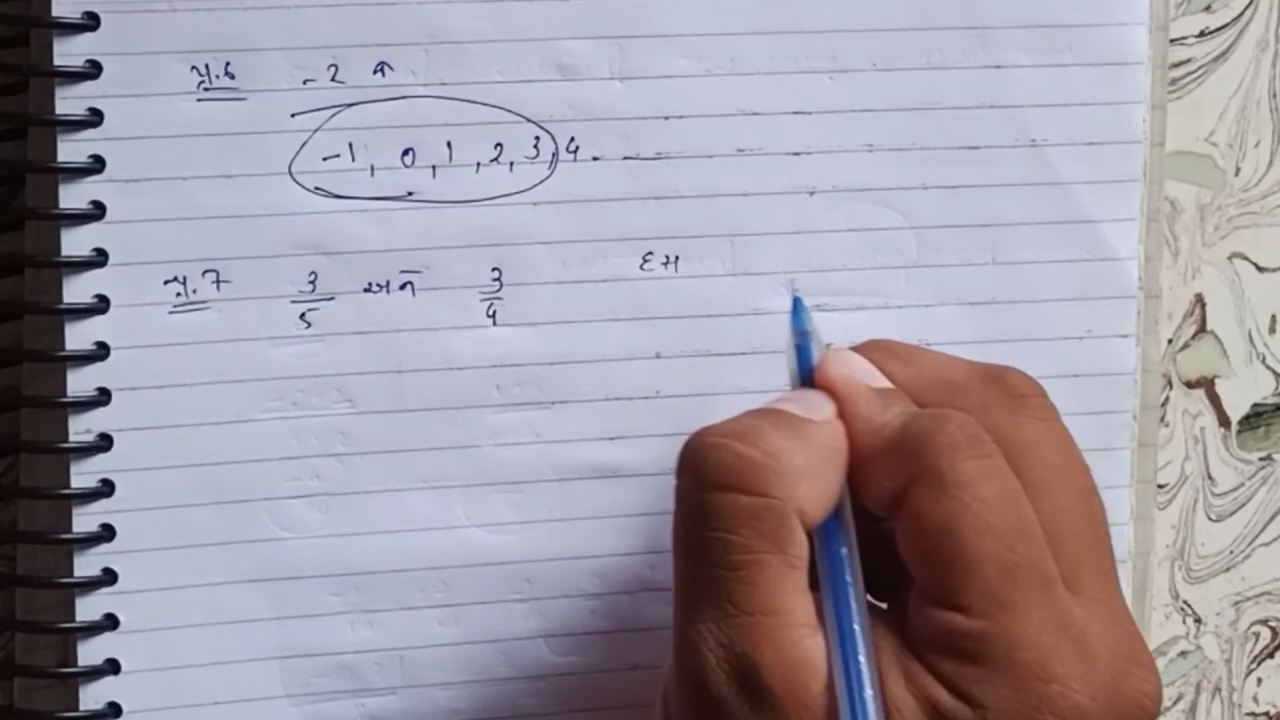 પ્ર.6 -2 ન
-1, 0, 1, 2, 3, 4.
પ્ર.7 3/5 અને 3/4